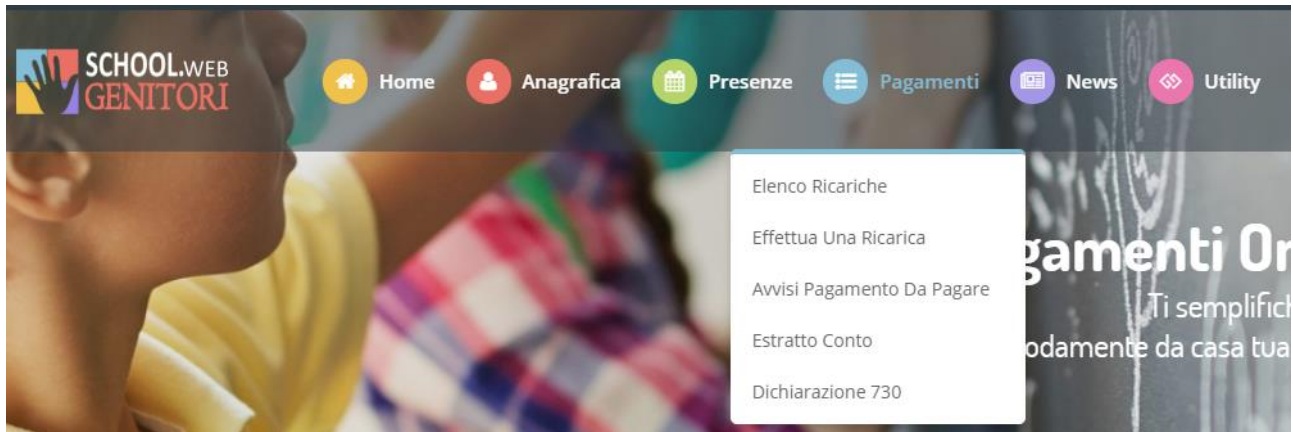 SCHOOL.WEB
GENITORI
Home
Anagrafica
Presenze
Pagamenti
News
Utility
Elenco Ricariche
Effettua Una Ricarica
Avvisi Pagamento Da Pagare
Estratto Conto
Dichiarazione 730
gamenti On
Ti semplific
odamente da casa tua